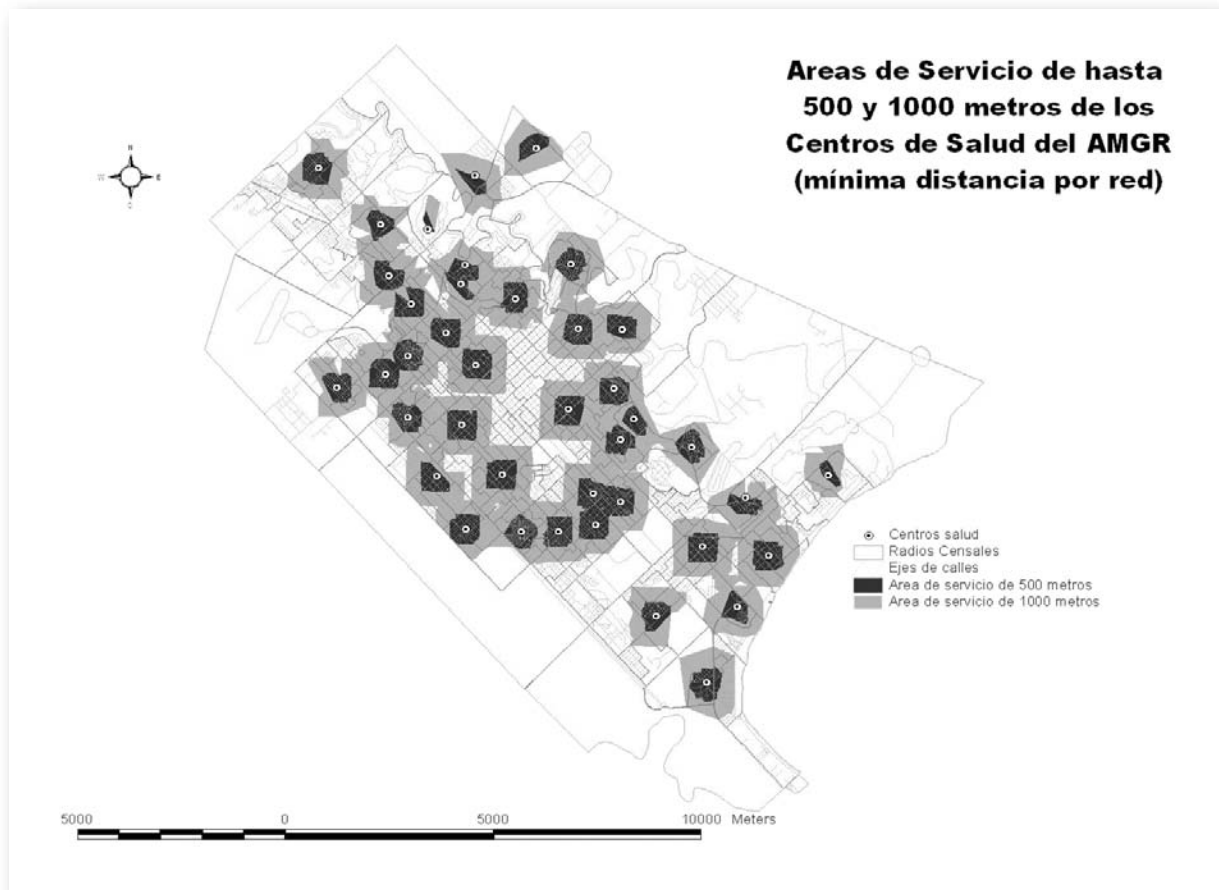 Areas de Servicio de hasta
500 y 1000 metros de los
Centros de Salud del AMGR
(mínima distancia por red)
N
W
E
Centros salud
Radios Censales
Ejes de calles
Area de servicio de 500 metros
Area de servicio de 1000 metros
5000 0 5000 10000 Meters